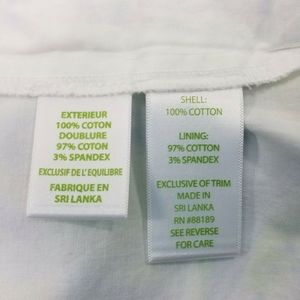 EXTERIEUR
100% COTON
DOUBLURE
97% COTON
3% SPANDEX
EXCLUSIF DE L'EQUILIBRE
FABRIQUE EN
SRI LANKA
SHELL:
100% COTTON
LINING:
97% COTTON
3% SPANDEX
EXCLUSIVE OF TRIM
MADE IN
SRI LANKA
RN #88189
SEE REVERSE
FOR CARE